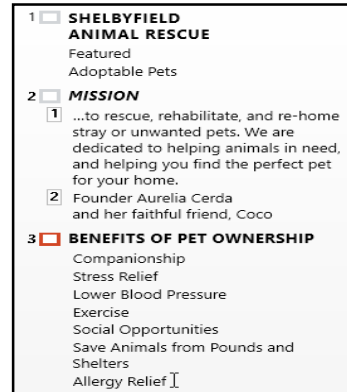 1 SHELBYFIELD
ANIMAL RESCUE
Featured
Adoptable Pets
2 MISSION
1 ...to rescue, rehabilitate, and re-home
stray or unwanted pets. We are
dedicated to helping animals in need,
and helping you find the perfect pet
for your home.
2 Founder Aurelia Cerda
and her faithful friend, Coco
3 BENEFITS OF PET OWNERSHIP
Companionship
Stress Relief
Lower Blood Pressure
Exercise
Social Opportunities
Save Animals from Pounds and
Shelters
Allergy Relief